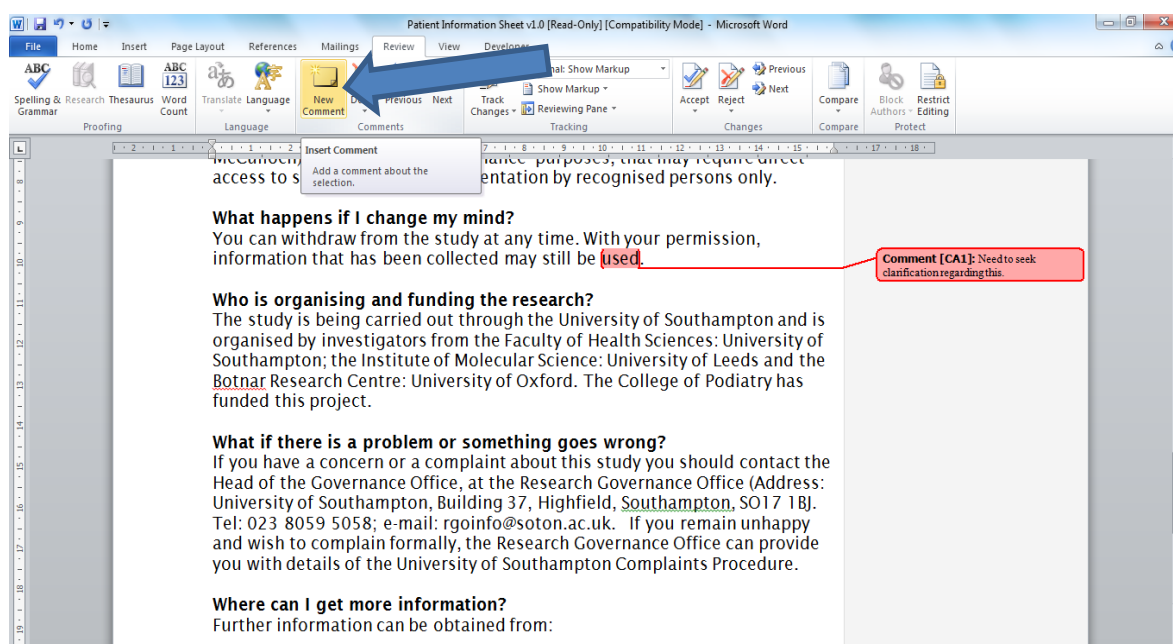 Patient Information Sheet v1.0 [Read-Only] [Compatibility Mode] - Microsoft Word
File Home Insert Page Layout References Mailings Review View Developer
ABC ABC 123
Spelling & Grammar Research Thesaurus Word Count Translate Language New Comment Previous Next Track Changes Show Markup Accept Reject Previous Compare Block Authors Restrict Editing
Show Markup Next
Reviewing Pane
Proofing Language Comments Tracking Changes Compare Protect
Insert Comment
Add a comment about the
selection.
purposes, that may require direct
access to s entation by recognised persons only.
What happens if I change my mind?
You can withdraw from the study at any time. With your permission,
information that has been collected may still be used.
Comment [CA1]: Need to seek
clarification regarding this.
Who is organising and funding the research?
The study is being carried out through the University of Southampton and is
organised by investigators from the Faculty of Health Sciences: University of
Southampton; the Institute of Molecular Science: University of Leeds and the
Botnar Research Centre: University of Oxford. The College of Podiatry has
funded this project.
What if there is a problem or something goes wrong?
If you have a concern or a complaint about this study you should contact the
Head of the Governance Office, at the Research Governance Office (Address:
University of Southampton, Building 37, Highfield, Southampton, SO17 1BJ.
Tel: 023 8059 5058; e-mail: rgoinfo@soton.ac.uk. If you remain unhappy
and wish to complain formally, the Research Governance Office can provide
you with details of the University of Southampton Complaints Procedure.
Where can I get more information?
Further information can be obtained from: